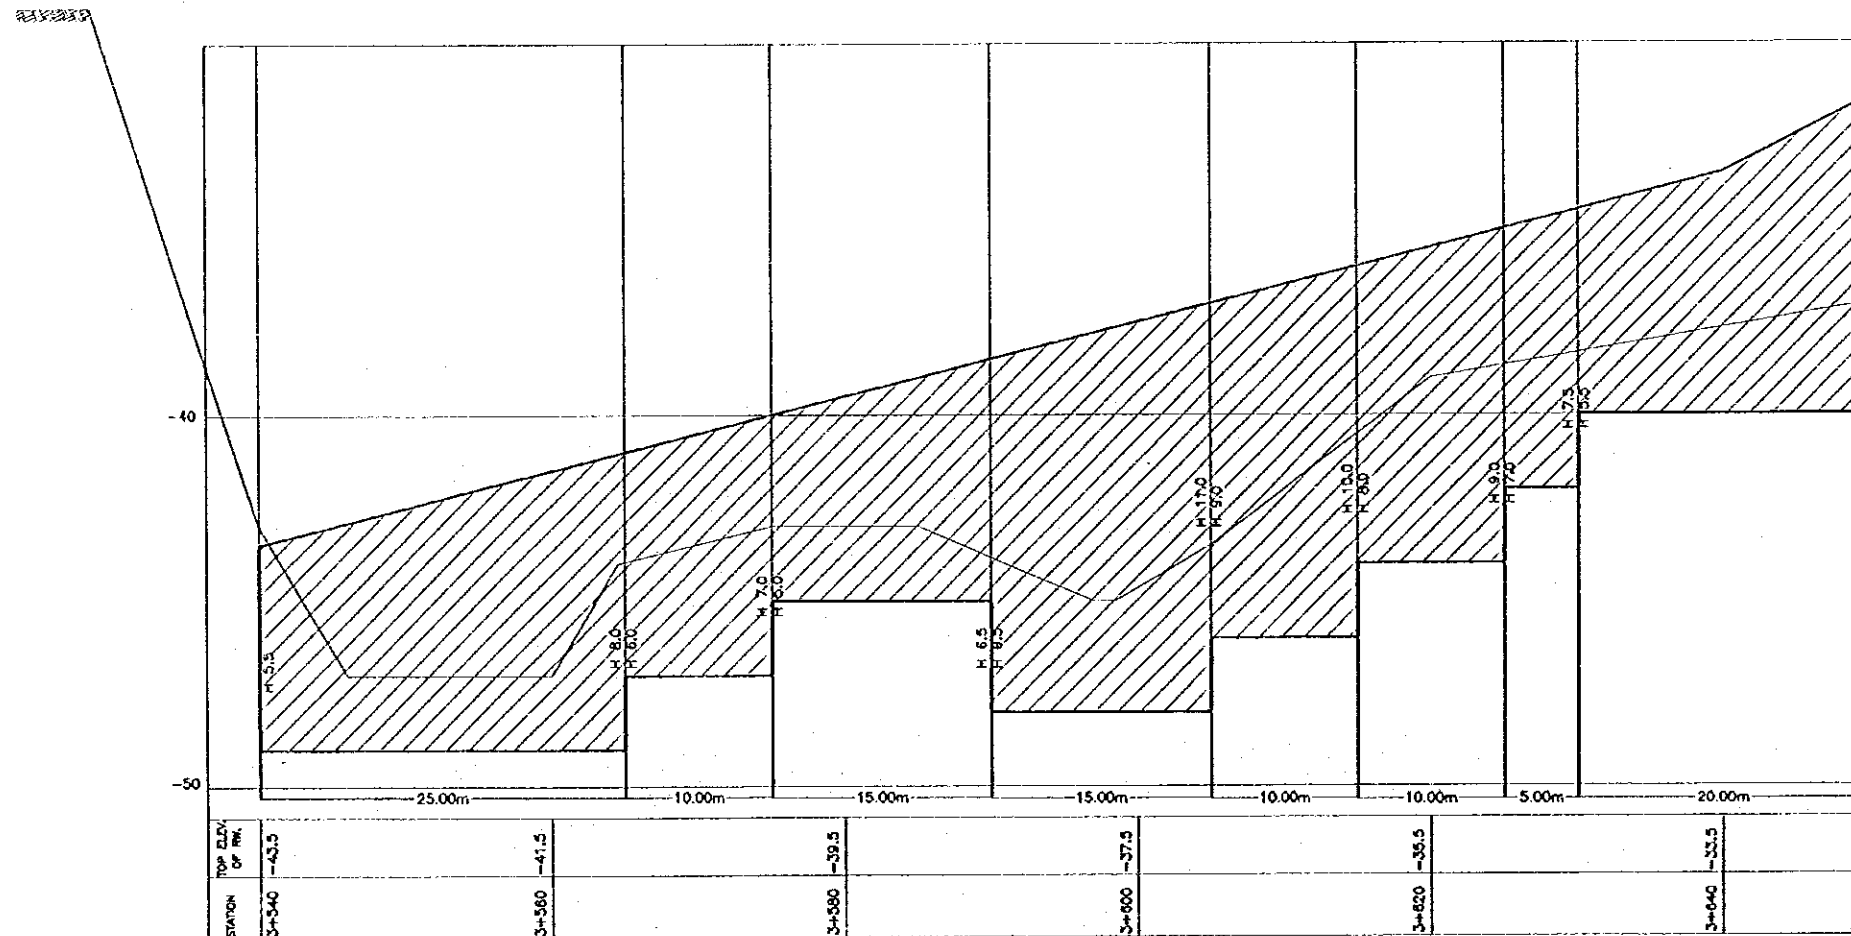 -40
H 7.5
H 5.5
H 10.0
H 8.0
H 9.0
H 7.0
H 11.0
H 9.0
H 7.0
H 5.0
H 8.0
H 6.0
H 6.5
H 9.5
H 5.5
-50
25.00m 10.00m 15.00m 15.00m 10.00m 10.00m 5.00m 20.00m
TOP ELEV. OF RW. -43.5 -41.5 -39.5 -37.5 -35.5 -33.5
STATION 3+540 3+560 3+580 3+600 3+620 3+640